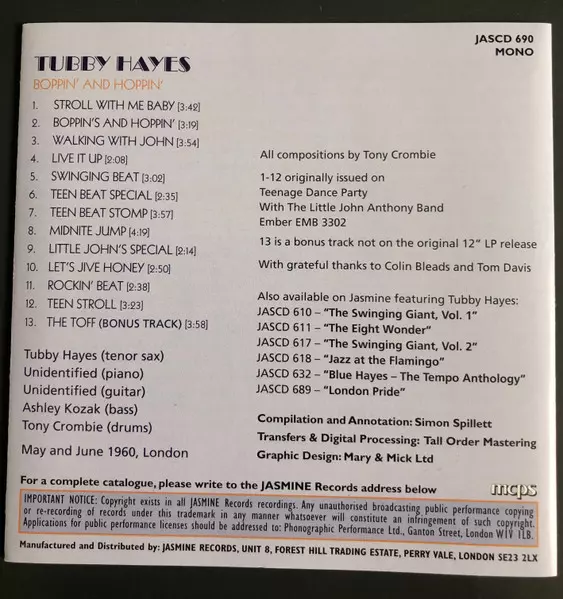 JASCD 690
MONO
TUBBY HAYES
BOPPIN' AND HOPPIN'
1. STROLL WITH ME BABY [3:42]
2. BOPPIN'S AND HOPPIN' [3:19]
3. WALKING WITH JOHN [3:54]
4. LIVE IT UP [2:08]
5. SWINGING BEAT [3:02]
6. TEEN BEAT SPECIAL [2:35]
7. TEEN BEAT STOMP [3:57]
8. MIDNITE JUMP [4:19]
9. LITTLE JOHN'S SPECIAL [2:14]
10. LET'S JIVE HONEY [2:50]
11. ROCKIN' BEAT [2:38]
12. TEEN STROLL [3:23]
13. THE TOFF (BONUS TRACK) [3:58]
Tubby Hayes (tenor sax)
Unidentified (piano)
Unidentified (guitar)
Ashley Kozak (bass)
Tony Crombie (drums)
May and June 1960, London
All compositions by Tony Crombie
1-12 originally issued on
Teenage Dance Party
With The Little John Anthony Band
Ember EMB 3302
13 is a bonus track not on the original 12" LP release
With grateful thanks to Colin Bleads and Tom Davis
Also available on Jasmine featuring Tubby Hayes:
JASCD 610 – "The Swinging Giant, Vol. 1"
JASCD 611 – "The Eight Wonder"
JASCD 617 – "The Swinging Giant, Vol. 2"
JASCD 618 – "Jazz at the Flamingo"
JASCD 632 – "Blue Hayes – The Tempo Anthology"
JASCD 689 – "London Pride"
Compilation and Annotation: Simon Spillett
Transfers & Digital Processing: Tall Order Mastering
Graphic Design: Mary & Mick Ltd
For a complete catalogue, please write to the JASMINE Records address below
mcps
IMPORTANT NOTICE: Copyright exists in all JASMINE Records recordings. Any unauthorised broadcasting public performance copying
or re-recording of records under this trademark in any manner whatsoever will constitute an infringement of such copyright.
Applications for public performance licenses should be addressed to: Phonographic Performance Ltd., Ganton Street, London W1V 1LB.
Manufactured and Distributed by: JASMINE RECORDS, UNIT 8, FOREST HILL TRADING ESTATE, PERRY VALE, LONDON SE23 2LX